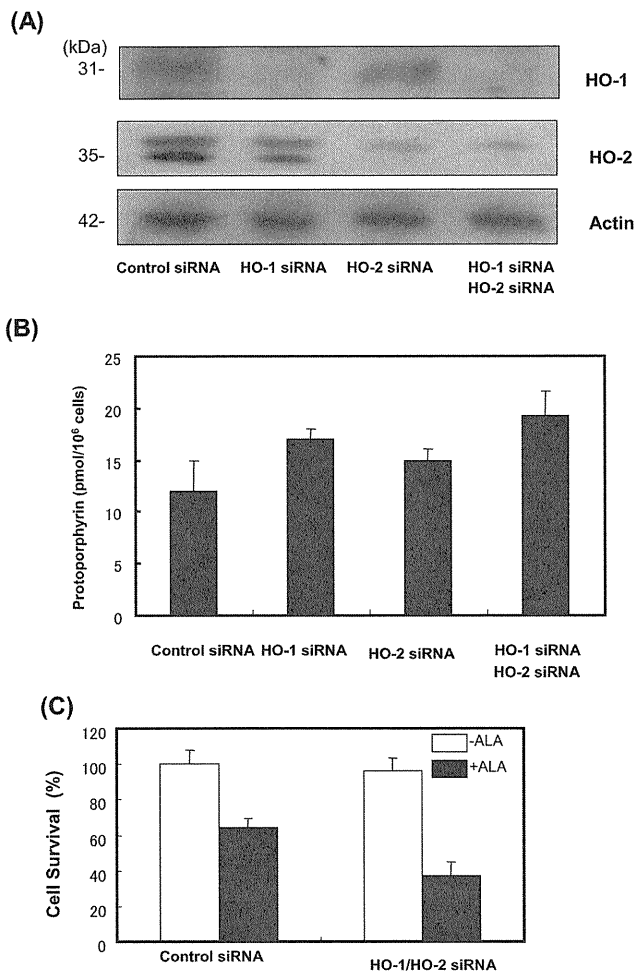 (A)
(kDa)
31-
HO-1
35-
HO-2
42-
Actin
Control siRNA HO-1 siRNA HO-2 siRNA HO-1 siRNA
HO-2 siRNA
(B)
Protoporphyrin (pmol/10⁶ cells)
25
20
15
10
5
0
Control siRNA HO-1 siRNA HO-2 siRNA HO-1 siRNA
HO-2 siRNA
(C)
Cell Survival (%)
120
100
80
60
40
20
0
-ALA
+ALA
Control siRNA HO-1/HO-2 siRNA